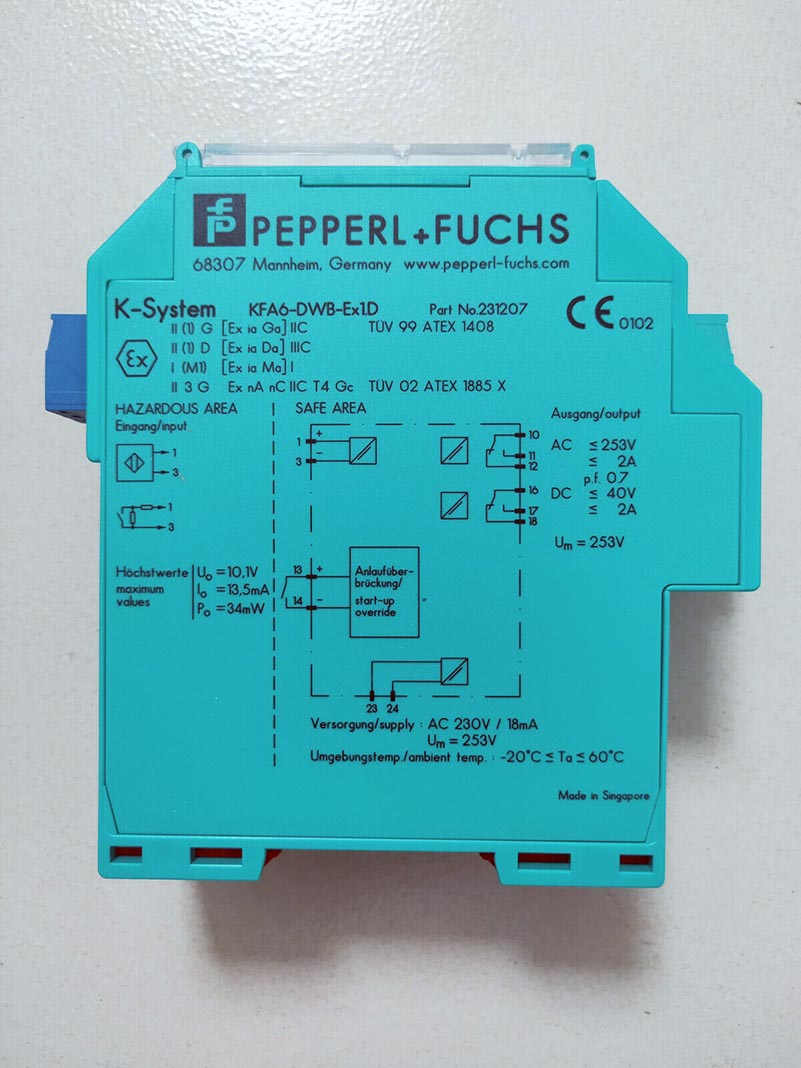 PEPPERL+FUCHS
68307 Mannheim, Germany www.pepperl-fuchs.com
K-System KFA6-DWB-Ex1.D Part No.231207
CE 0102
II (1) G [Ex ia Ga] IIC TÜV 99 ATEX 1408
II (1) D [Ex ia Da] IIIC
Ex
I (M1) [Ex ia Ma] I
II 3 G Ex nA nC IIC T4 Gc TÜV 02 ATEX 1885 X
HAZARDOUS AREA
Eingang/input
1
3
1
3
Höchstwerte
maximum
values
Uo = 10,1V
Io = 13,5mA
Po = 34mW
SAFE AREA
1 +
3 −
10
11
12
16
17
18
13 +
14 −
Anlaufüber-
brückung/
start-up
override
23 24
Ausgang/output
AC ≤ 253V
≤ 2A
p.f. 0.7
DC ≤ 40V
≤ 2A
Um = 253V
Versorgung/supply : AC 230V / 18mA
Um = 253V
Umgebungstemp./ambient temp. : -20°C ≤ Ta ≤ 60°C
Made in Singapore